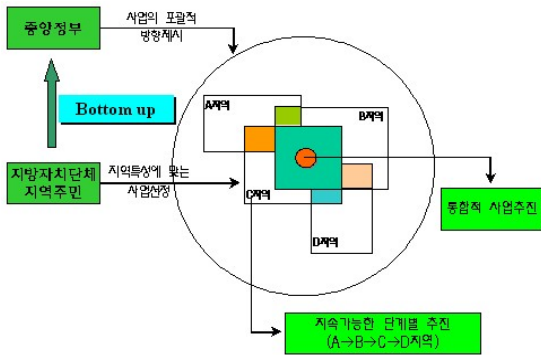 중앙정부
사업의 포괄적
방향제시
Bottom up
지방자치단체
지역주민
지역특성에 맞는
사업선정
A지역
B지역
C지역
D지역
통합적 사업추진
지속가능한 단계별 추진
(A→B→C→D지역)